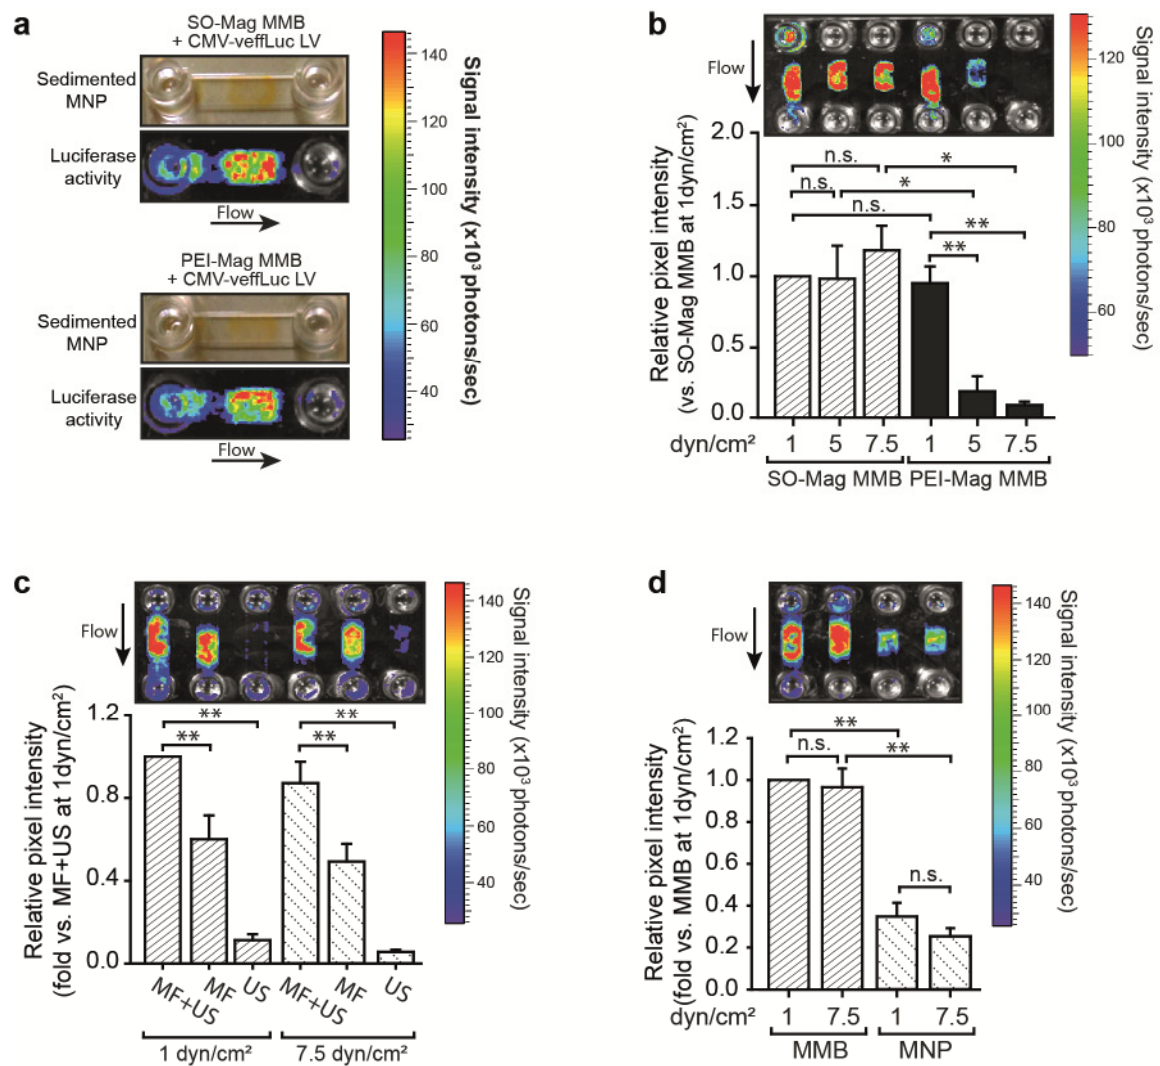 a
SO-Mag MMB
+ CMV-veffLuc LV
Sedimented
MNP
Luciferase
activity
Flow
PEI-Mag MMB
+ CMV-veffLuc LV
Sedimented
MNP
Luciferase
activity
Flow
140
120
100
80
60
40
Signal intensity (x10³ photons/sec)
b
Flow
120
100
80
60
Signal intensity (x10³ photons/sec)
Relative pixel intensity
(vs. SO-Mag MMB at 1dyn/cm²)
2.0
1.5
1.0
0.5
0.0
n.s.
*
n.s.
*
n.s.
**
**
dyn/cm²
1
5
7.5
1
5
7.5
SO-Mag MMB
PEI-Mag MMB
c
Flow
140
120
100
80
60
40
Signal intensity (x10³ photons/sec)
Relative pixel intensity
(fold vs. MF+US at 1dyn/cm²)
1.2
0.8
0.4
0.0
**
**
**
**
MF+US
MF
US
MF+US
MF
US
1 dyn/cm²
7.5 dyn/cm²
d
Flow
140
120
100
80
60
40
Signal intensity (x10³ photons/sec)
Relative pixel intensity
(fold vs. MMB at 1dyn/cm²)
1.2
1.0
0.8
0.6
0.4
0.2
0.0
**
n.s.
**
n.s.
dyn/cm²
1
7.5
1
7.5
MMB
MNP